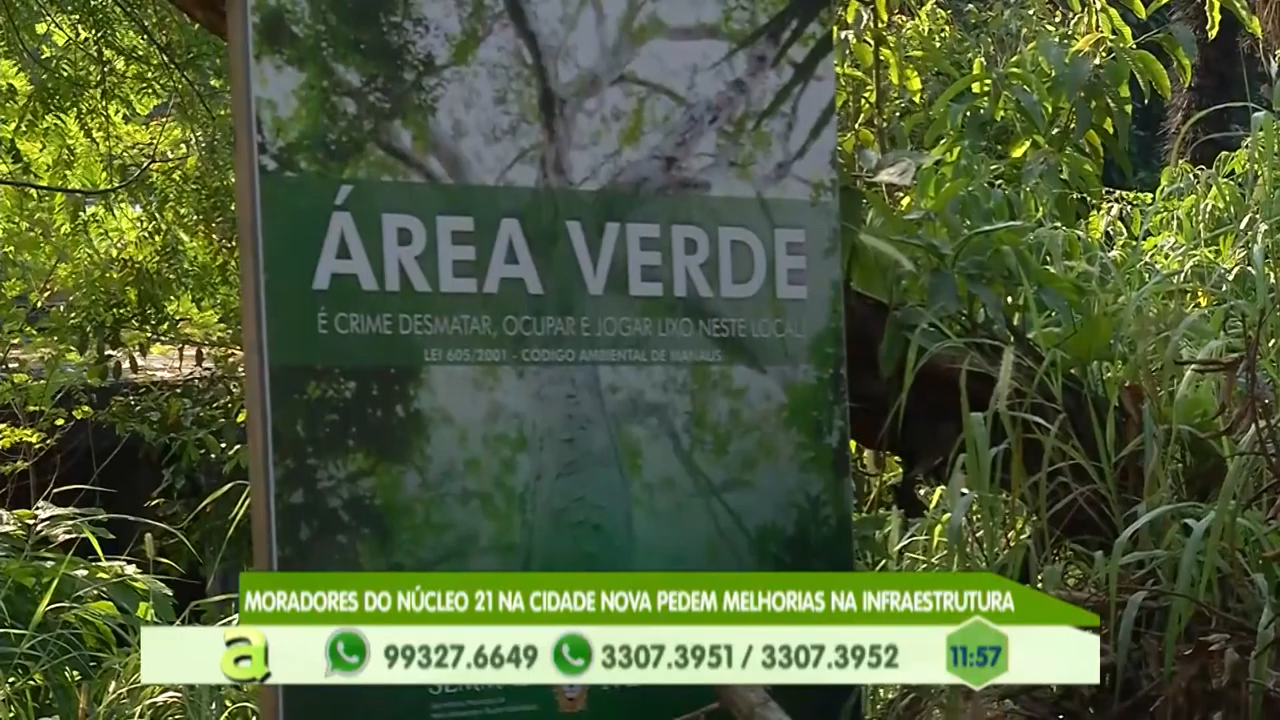 ÁREA VERDE
É CRIME DESMATAR, OCUPAR E JOGAR LIXO NESTE LOCAL
LEI 605/2001 - CÓDIGO AMBIENTAL DE MANAUS
MORADORES DO NÚCLEO 21 NA CIDADE NOVA PEDEM MELHORIAS NA INFRAESTRUTURA
a 99327.6649 3307.3951 / 3307.3952 11:57